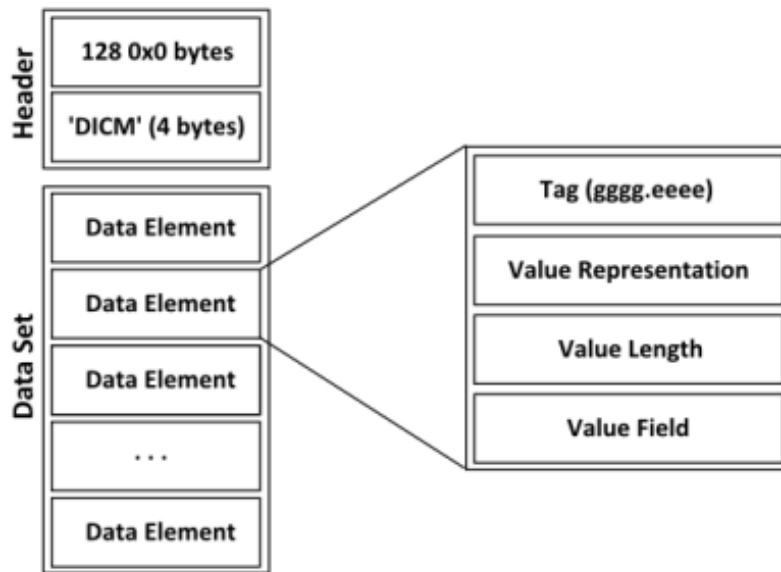 Header
128 0x0 bytes
'DICM' (4 bytes)
Data Set
Data Element
Data Element
Data Element
. . .
Data Element
Tag (gggg.eeee)
Value Representation
Value Length
Value Field